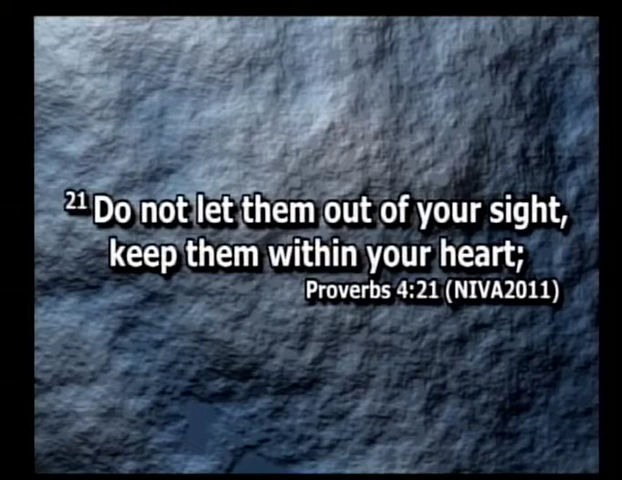 21 Do not let them out of your sight,
keep them within your heart;
Proverbs 4:21 (NIVA2011)